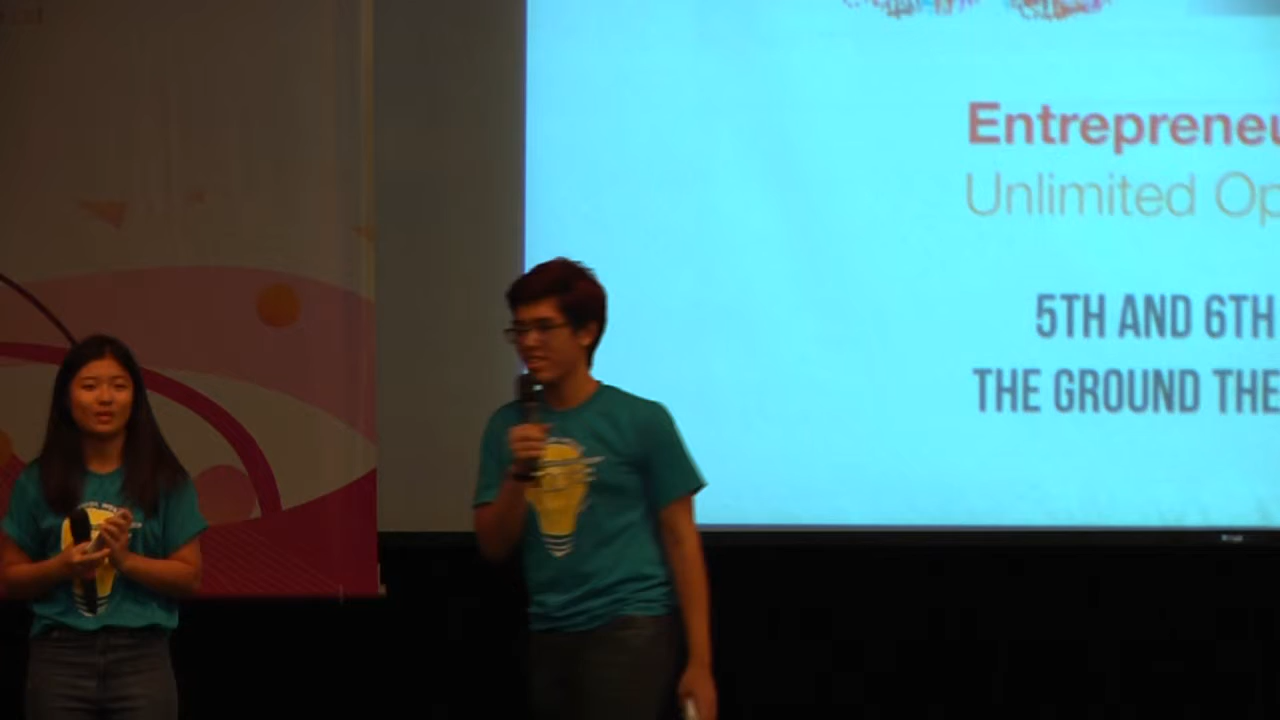 Entrepreneu
Unlimited Op
5TH AND 6TH
THE GROUND THE